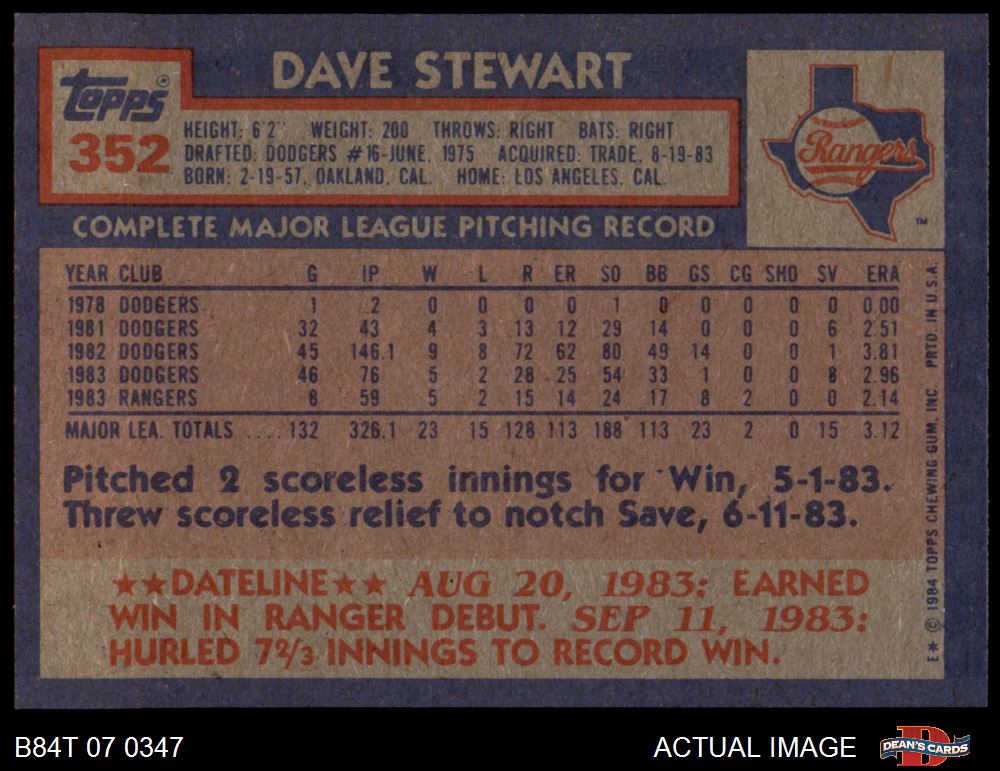 DAVE STEWART
Topps®
352
HEIGHT: 6'2" WEIGHT: 200 THROWS: RIGHT BATS: RIGHT
DRAFTED: DODGERS #16-JUNE, 1975 ACQUIRED: TRADE, 8-19-83
BORN: 2-19-57, OAKLAND, CAL. HOME: LOS ANGELES, CAL.
Rangers
TM
COMPLETE MAJOR LEAGUE PITCHING RECORD
YEAR CLUB G IP W L R ER SO BB GS CG SHO SV ERA
1978 DODGERS 1 2 0 0 0 0 1 0 0 0 0 0 0.00
1981 DODGERS 32 43 4 3 13 12 29 14 0 0 0 6 2.51
1982 DODGERS 45 146.1 9 8 72 62 80 49 14 0 0 1 3.81
1983 DODGERS 46 76 5 2 28 25 54 33 1 0 0 8 2.96
1983 RANGERS 8 59 5 2 15 14 24 17 8 2 0 0 2.14
MAJOR LEA. TOTALS .... 132 326.1 23 15 128 113 188 113 23 2 0 15 3.12
Pitched 2 scoreless innings for Win, 5-1-83.
Threw scoreless relief to notch Save, 6-11-83.
★★DATELINE★★ AUG 20, 1983: EARNED
WIN IN RANGER DEBUT. SEP 11, 1983:
HURLED 7⅔ INNINGS TO RECORD WIN.
E★ © 1984 TOPPS CHEWING GUM, INC. PRTD. IN U.S.A.
B84T 07 0347
ACTUAL IMAGE
DEAN'S CARDS